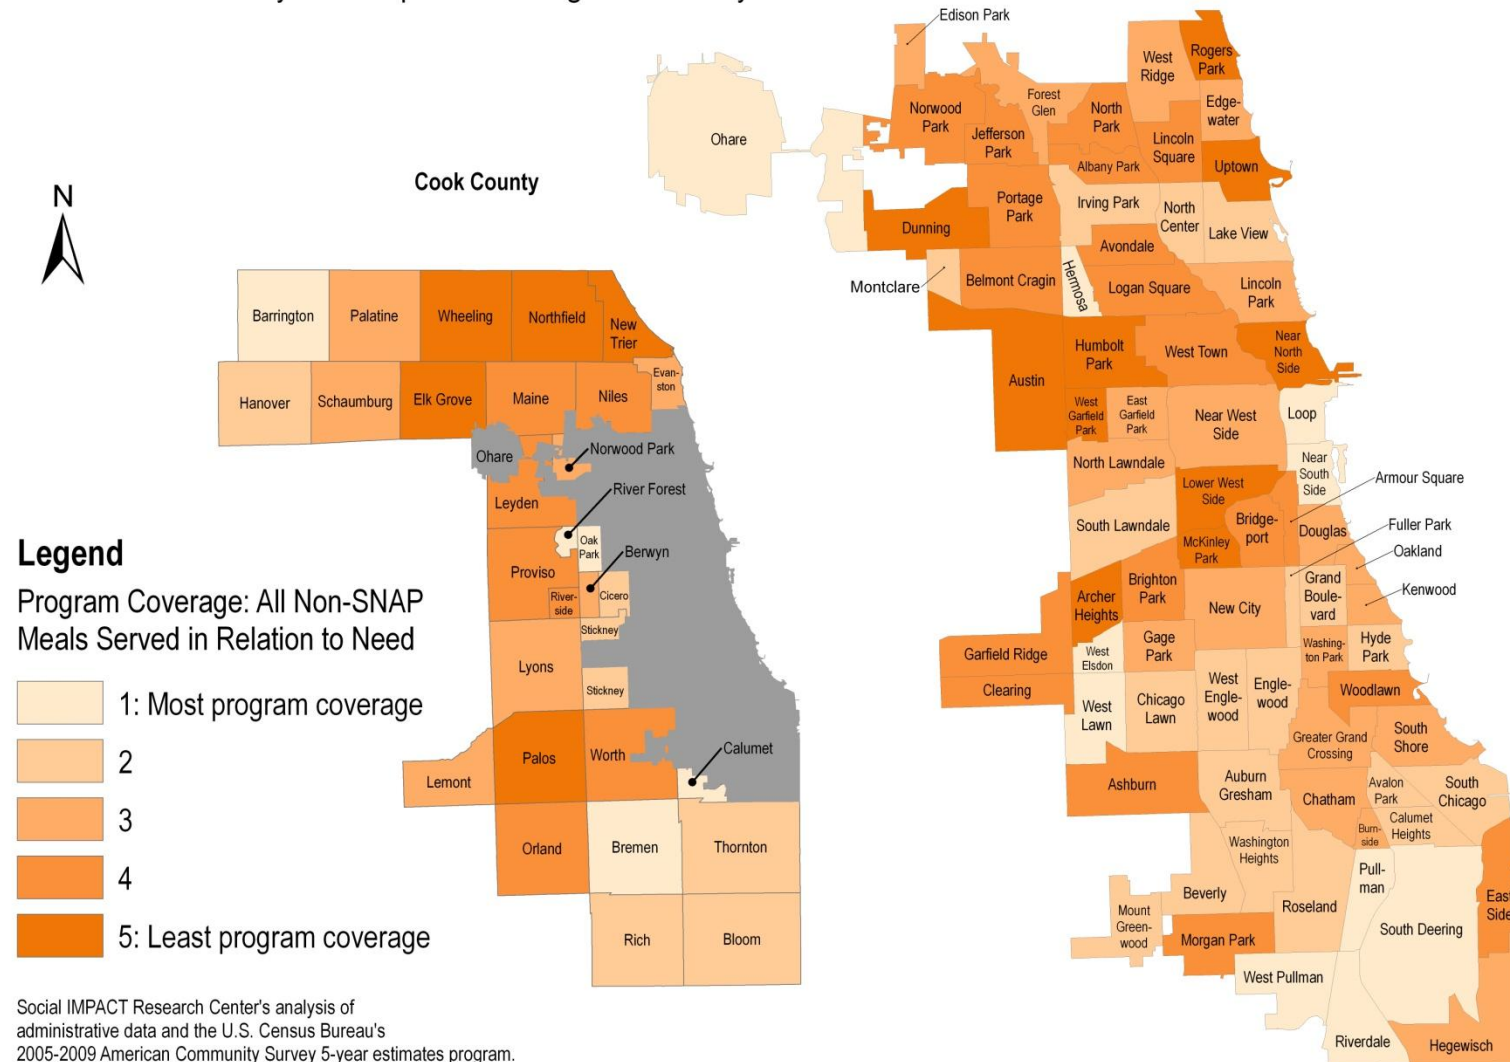 Edison Park
West
Ridge
Rogers
Park
Forest
Glen
Edge-
water
Norwood
Park
North
Park
Ohare
Jefferson
Park
Lincoln
Square
Albany Park
Uptown
Cook County
N
Portage
Park
Irving Park
North
Center
Dunning
Lake View
Avondale
Montclare
Belmont Cragin
Hermosa
Logan Square
Lincoln
Park
Barrington
Palatine
Wheeling
Northfield
New
Trier
Humbolt
Park
West Town
Near
North
Side
Austin
Evan-
ston
Hanover
Schaumburg
Elk Grove
Maine
Niles
West
Garfield
Park
East
Garfield
Park
Near West
Side
Loop
Ohare
Norwood Park
North Lawndale
Near
South
Side
River Forest
Leyden
Lower West
Side
Armour Square
South Lawndale
Bridge-
port
Douglas
Fuller Park
Oak
Park
Berwyn
McKinley
Park
Oakland
Proviso
River-
side
Cicero
Archer
Heights
Brighton
Park
New City
Grand
Boule-
vard
Kenwood
Stickney
Lyons
Garfield Ridge
West
Elsdon
Gage
Park
Washing-
ton Park
Hyde
Park
Stickney
Clearing
West
Lawn
Chicago
Lawn
West
Engle-
wood
Engle-
wood
Woodlawn
Greater Grand
Crossing
South
Shore
Palos
Worth
Calumet
Lemont
Ashburn
Auburn
Gresham
Chatham
Avalon
Park
South
Chicago
Burn-
side
Calumet
Heights
Orland
Bremen
Thornton
Washington
Heights
Pull-
man
Beverly
Roseland
East
Side
Mount
Green-
wood
South Deering
Rich
Bloom
Morgan Park
West Pullman
Riverdale
Hegewisch
Legend
Program Coverage: All Non-SNAP
Meals Served in Relation to Need
1: Most program coverage
2
3
4
5: Least program coverage
Social IMPACT Research Center's analysis of
administrative data and the U.S. Census Bureau's
2005-2009 American Community Survey 5-year estimates program.